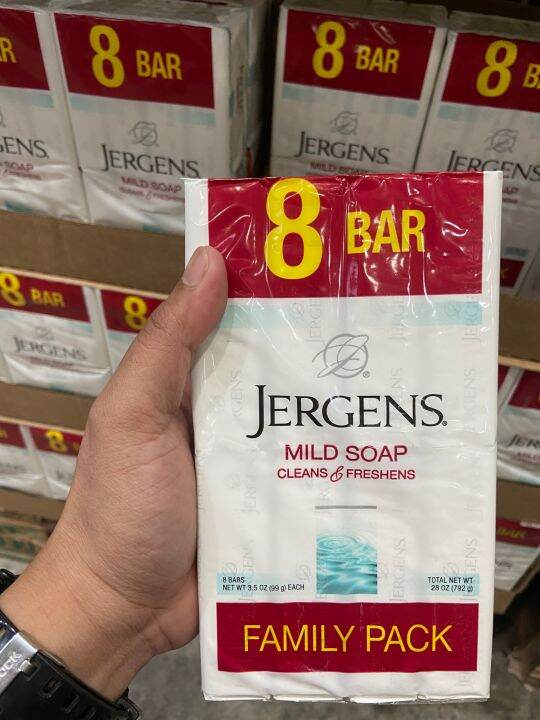 8 BAR
JERGENS®
MILD SOAP
CLEANS & FRESHENS
8 BARS
NET WT 3.5 OZ (99 g) EACH
TOTAL NET WT
28 OZ (792 g)
FAMILY PACK
8 BAR
JERGENS
MILD SOAP
8 BAR
JERGENS
MILD SOAP
8 BAR
JERGENS
8 BAR
JERGENS